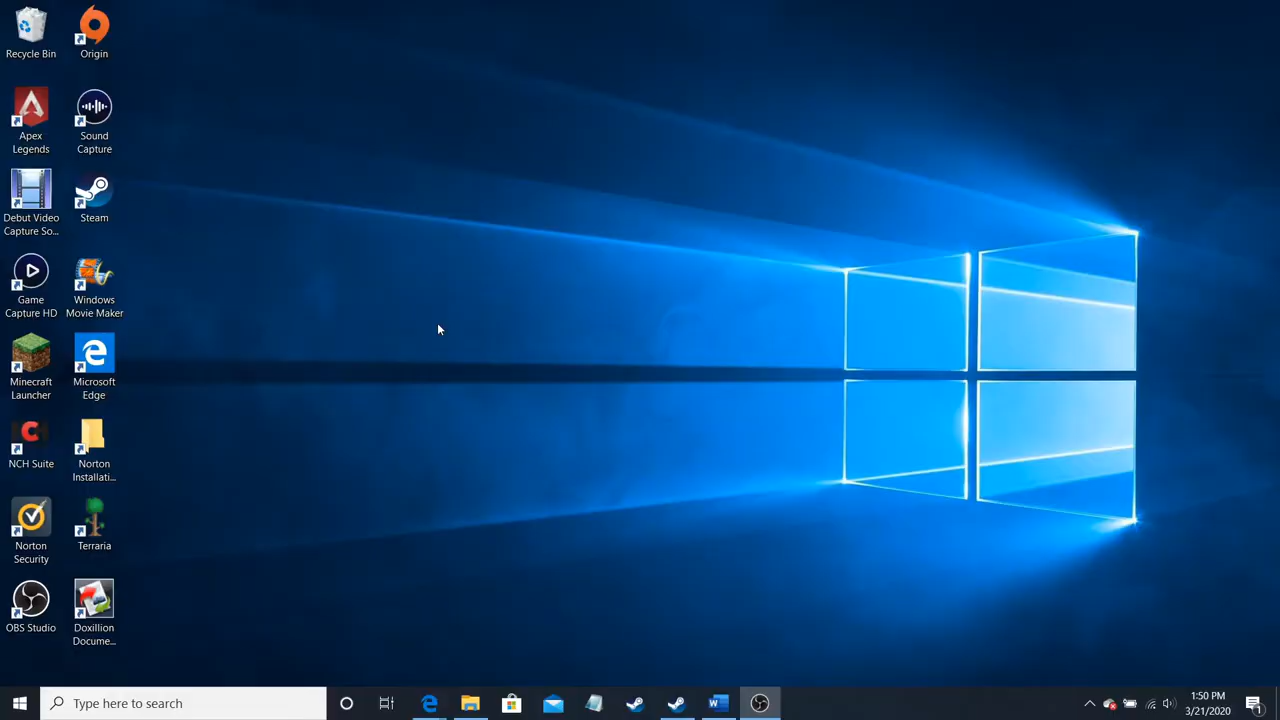 Recycle Bin
Origin
Apex
Legends
Sound
Capture
Debut Video
Capture So...
Steam
Game
Capture HD
Windows
Movie Maker
Minecraft
Launcher
Microsoft
Edge
NCH Suite
Norton
Installati...
Norton
Security
Terraria
OBS Studio
Doxillion
Docume...
Type here to search
1:50 PM
3/21/2020
1